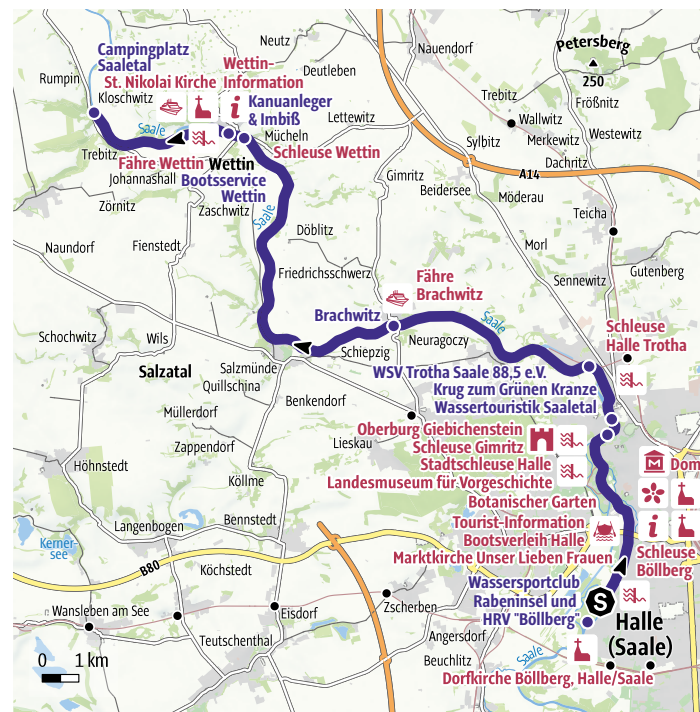 Neutz
Nauendorf
Petersberg
250
Campingplatz
Saaletal
Wettin-
Information
Deutleben
Rumpin
St. Nikolai Kirche
Kloschwitz
Kanuanleger
& Imbiß
Trebitz
Frößnitz
Lettewitz
Wallwitz
Saale
Mücheln
Westewitz
Merkewitz
Sylbitz
Schleuse Wettin
Trebitz
Fähre Wettin
Wettin
Dachritz
Johannashall
Bootsservice
Wettin
Gimritz
A14
Beidersee
Möderau
Zörnitz
Zaschwitz
Saale
Teicha
Döblitz
Naundorf
Fienstedt
Morl
Gutenberg
Friedrichsschwerz
Sennewitz
Fähre
Brachwitz
Brachwitz
Saale
Schleuse
Halle Trotha
Schochwitz
Wils
Neuragoczy
Schiepzig
Salzatal
Salzmünde
WSV Trotha Saale 88,5 e.V.
Quillschina
Krug zum Grünen Kranze
Benkendorf
Wassertouristik Saaletal
Müllerdorf
Oberburg Giebichenstein
Lieskau
Schleuse Gimritz
Zappendorf
Stadtschleuse Halle
M
Dom
Höhnstedt
Landesmuseum für Vorgeschichte
Köllme
Botanischer Garten
Langenbogen
Bennstedt
Tourist-Information
i
Kerner-
see
Bootsverleih Halle
Marktkirche Unser Lieben Frauen
Schleuse
Böllberg
B80
Köchstedt
Wassersportclub
Rabeninsel und
HRV "Böllberg"
S
Wansleben am See
Eisdorf
Zscherben
Halle
(Saale)
Teutschenthal
Angersdorf
Beuchlitz
Saale
0 1 km
Dorfkirche Böllberg, Halle/Saale